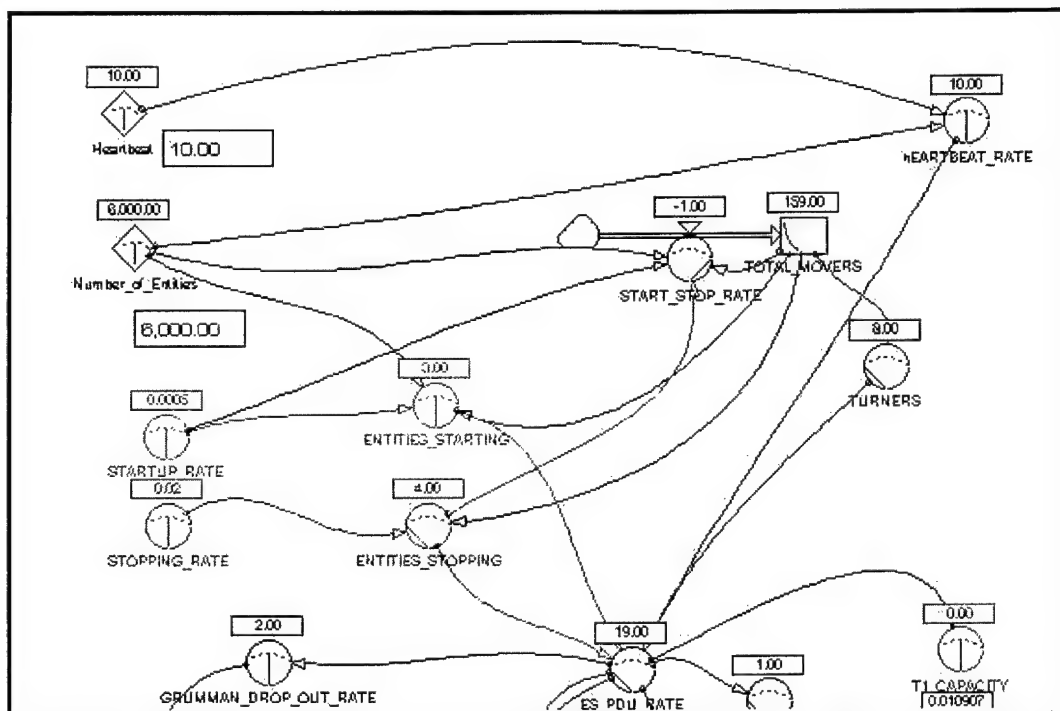 10.00
Heartbeat
10.00
10.00
hEARTBEAT_RATE
6,000.00
Number_of_Entities
6,000.00
-1.00
START_STOP_RATE
159.00
TOTAL_MOVERS
8.00
TURNERS
3.00
ENTITIES_STARTING
0.0005
STARTUP_RATE
0.02
STOPPING_RATE
4.00
ENTITIES_STOPPING
2.00
GRUMMAN_DROP_OUT_RATE
19.00
ES_PDU_RATE
1.00
0.00
T1_CAPACITY
0.010907